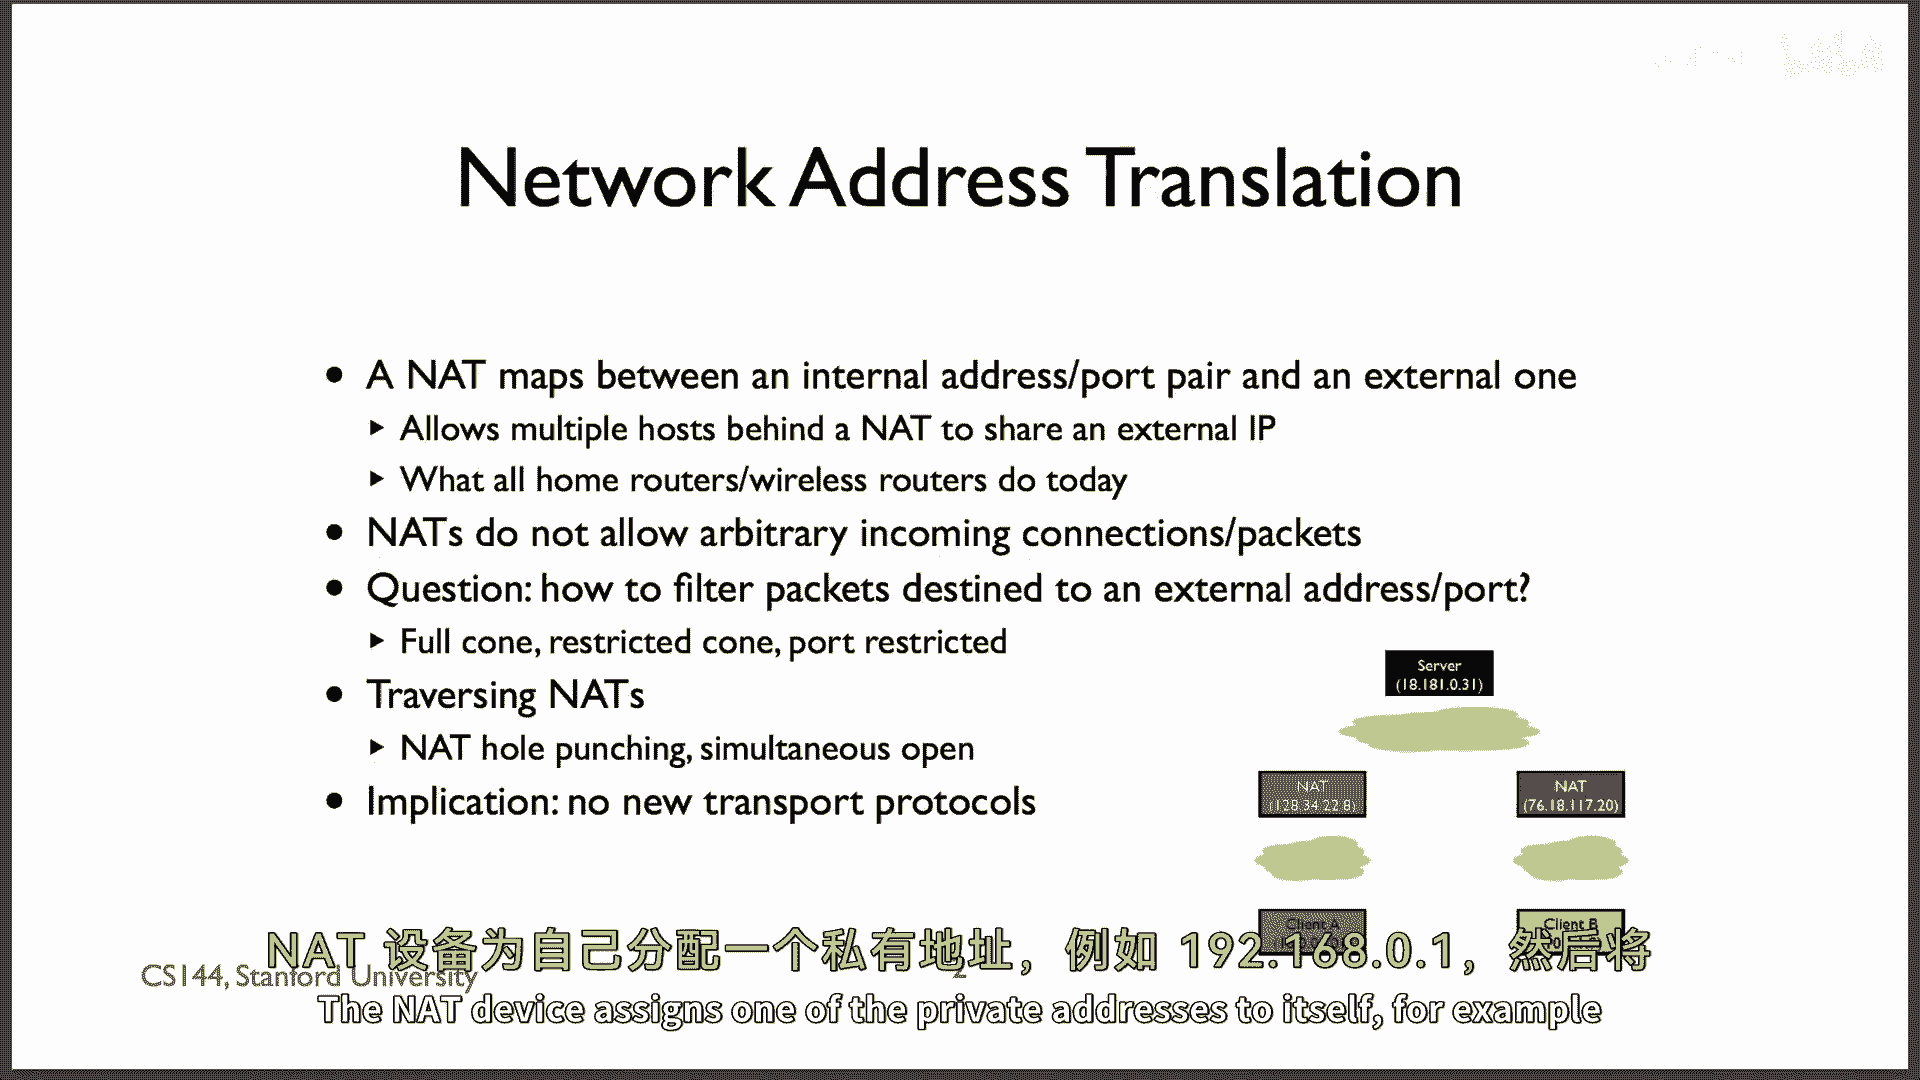 Network Address Translation
• A NAT maps between an internal address/port pair and an external one
▸ Allows multiple hosts behind a NAT to share an external IP
▸ What all home routers/wireless routers do today
• NATs do not allow arbitrary incoming connections/packets
• Question: how to filter packets destined to an external address/port?
▸ Full cone, restricted cone, port restricted
• Traversing NATs
▸ NAT hole punching, simultaneous open
• Implication: no new transport protocols
Server
(18.181.0.31)
NAT
(128.34.22.8)
NAT
(76.18.117.20)
Client A
Client B
NAT 设备为自己分配一个私有地址，例如 192.168.0.1，然后将
CS144, Stanford University
2
The NAT device assigns one of the private addresses to itself, for example